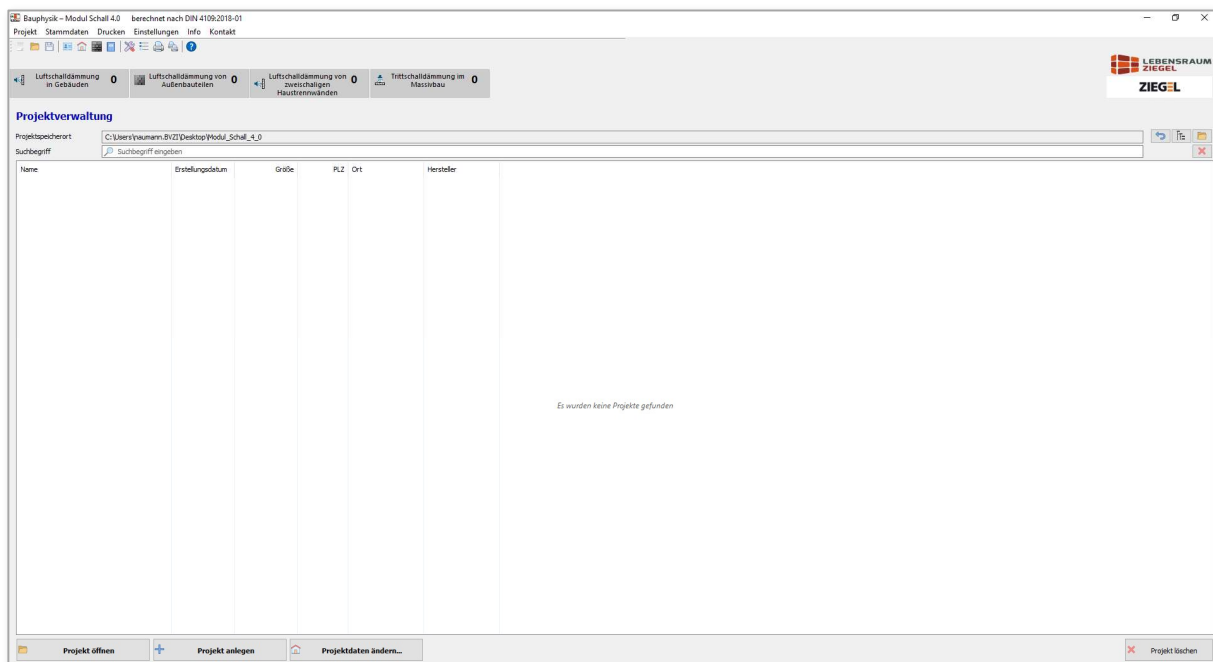 Bauphysik – Modul Schall 4.0 berechnet nach DIN 4109:2018-01
Projekt Stammdaten Drucken Einstellungen Info Kontakt
LEBENSRAUM
ZIEGEL
ZIEGEL
Luftschalldämmung
in Gebäuden
0
Luftschalldämmung von
Außenbauteilen
0
Luftschalldämmung von
zweischaligen
Haustrennwänden
0
Trittschalldämmung im
Massivbau
0
Projektverwaltung
Projektspeicherort C:\Users\naumann.BVZI\Desktop\Modul_Schall_4_0
Suchbegriff Suchbegriff eingeben
Name Erstellungsdatum Größe PLZ Ort Hersteller
Es wurden keine Projekte gefunden
Projekt öffnen Projekt anlegen Projektdaten ändern... Projekt löschen